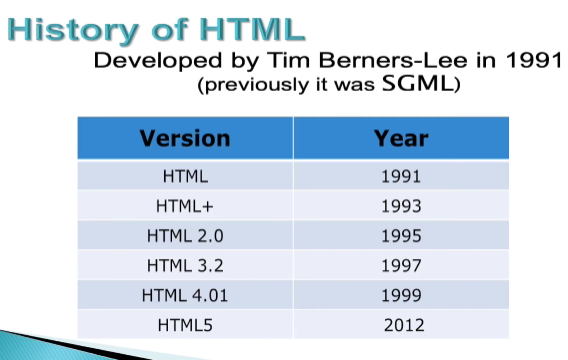 History of HTML
Developed by Tim Berners-Lee in 1991
(previously it was SGML)
Version Year
HTML 1991
HTML+ 1993
HTML 2.0 1995
HTML 3.2 1997
HTML 4.01 1999
HTML5 2012